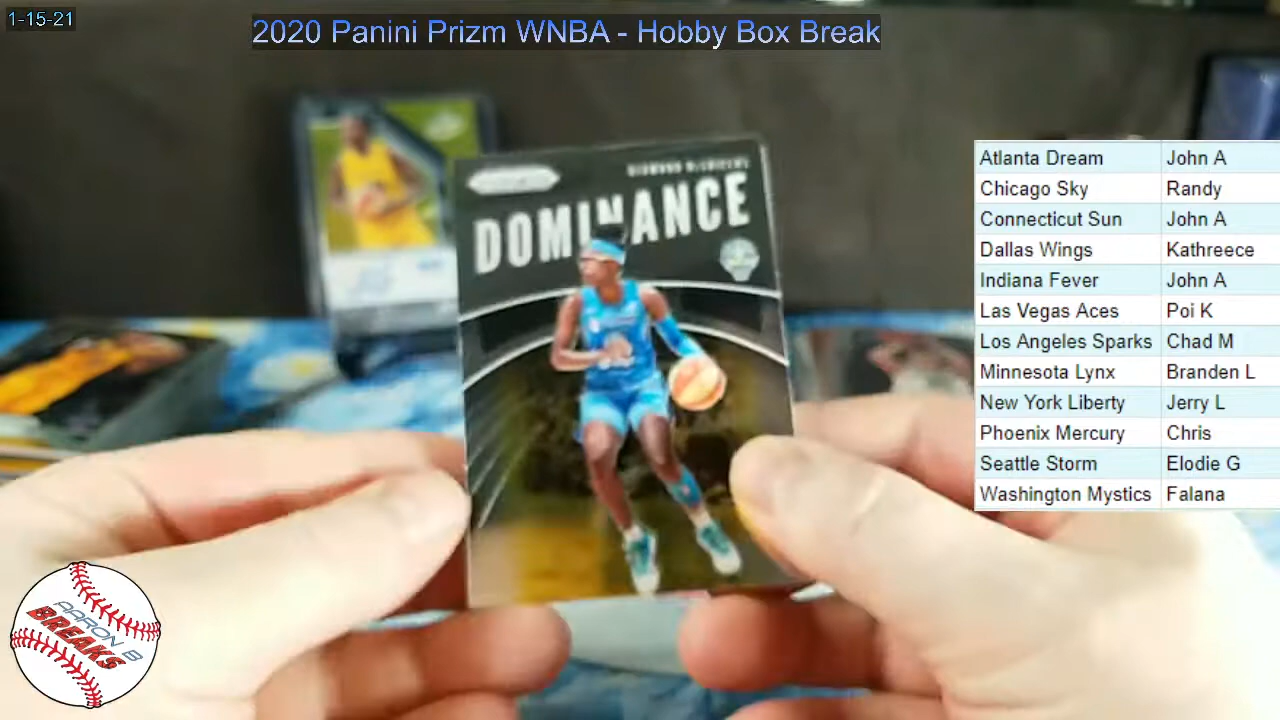 1-15-21
2020 Panini Prizm WNBA - Hobby Box Break
DOMINANCE
Atlanta Dream John A
Chicago Sky Randy
Connecticut Sun John A
Dallas Wings Kathreece
Indiana Fever John A
Las Vegas Aces Poi K
Los Angeles Sparks Chad M
Minnesota Lynx Branden L
New York Liberty Jerry L
Phoenix Mercury Chris
Seattle Storm Elodie G
Washington Mystics Falana
AARON B
BREAKS